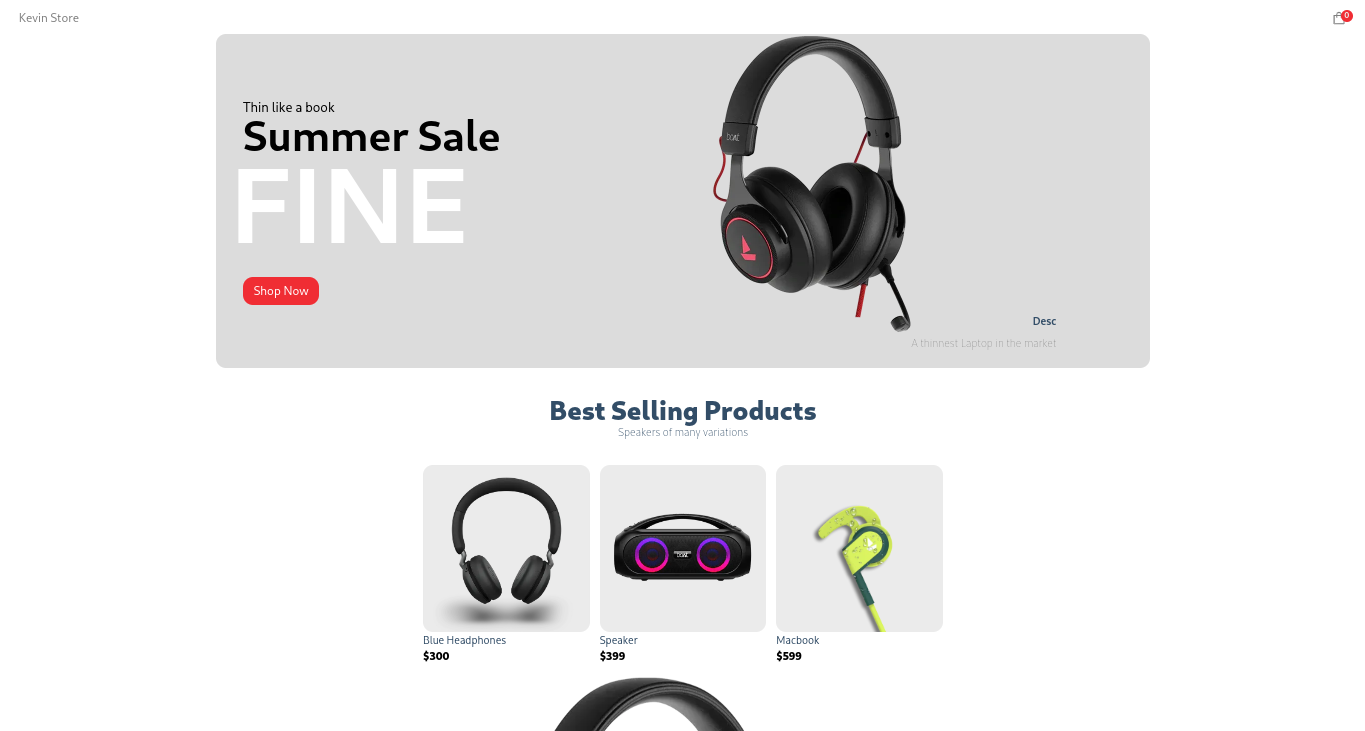 Kevin Store
0
Thin like a book
Summer Sale
FINE
Shop Now
Desc
A thinnest Laptop in the market
Best Selling Products
Speakers of many variations
Blue Headphones
$300
Speaker
$399
Macbook
$599